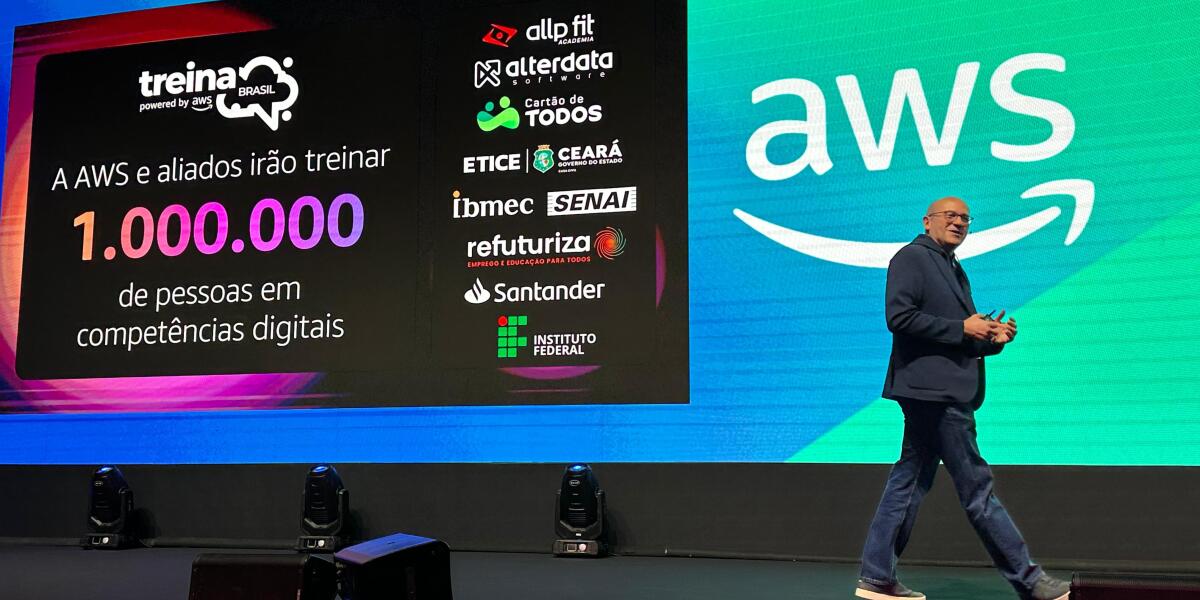 treina
BRASIL
powered by aws
A AWS e aliados irão treinar
1.000.000
de pessoas em
competências digitais
allp fit
ACADEMIA
alterdata
software
Cartão de
TODOS
ETICE
CEARÁ
GOVERNO DO ESTADO
CASA CIVIL
ibmec
SENAI
refuturiza
EMPREGO E EDUCAÇÃO PARA TODOS
Santander
INSTITUTO
FEDERAL
aws